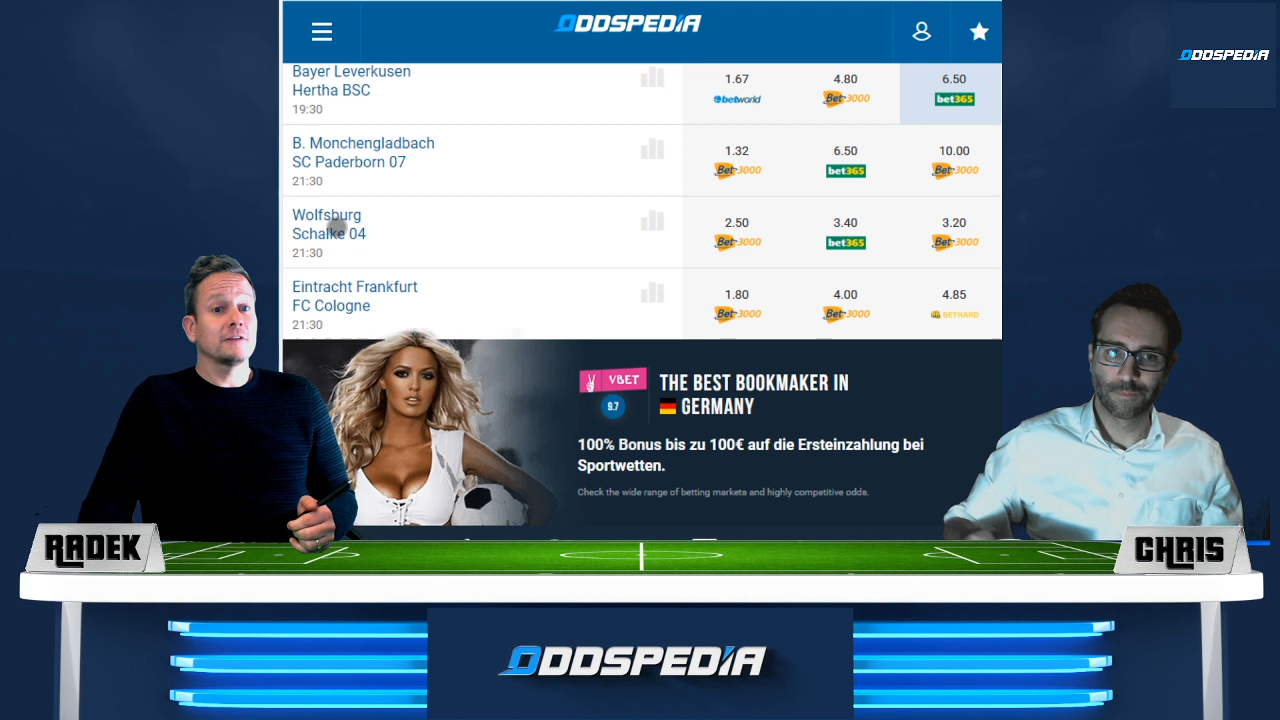 ODDSPEDIA
ODDSPEDIA
Bayer Leverkusen
Hertha BSC
19:30
1.67
4.80
6.50
betworld
Bet3000
bet365
B. Monchengladbach
SC Paderborn 07
21:30
1.32
6.50
10.00
Bet3000
bet365
Bet3000
Wolfsburg
Schalke 04
21:30
2.50
3.40
3.20
Bet3000
bet365
Bet3000
Eintracht Frankfurt
FC Cologne
21:30
1.80
4.00
4.85
Bet3000
Bet3000
BETHARD
VBET
9.7
THE BEST BOOKMAKER IN
GERMANY
100% Bonus bis zu 100€ auf die Ersteinzahlung bei
Sportwetten.
Check the wide range of betting markets and highly competitive odds.
RADEK
CHRIS
ODDSPEDIA